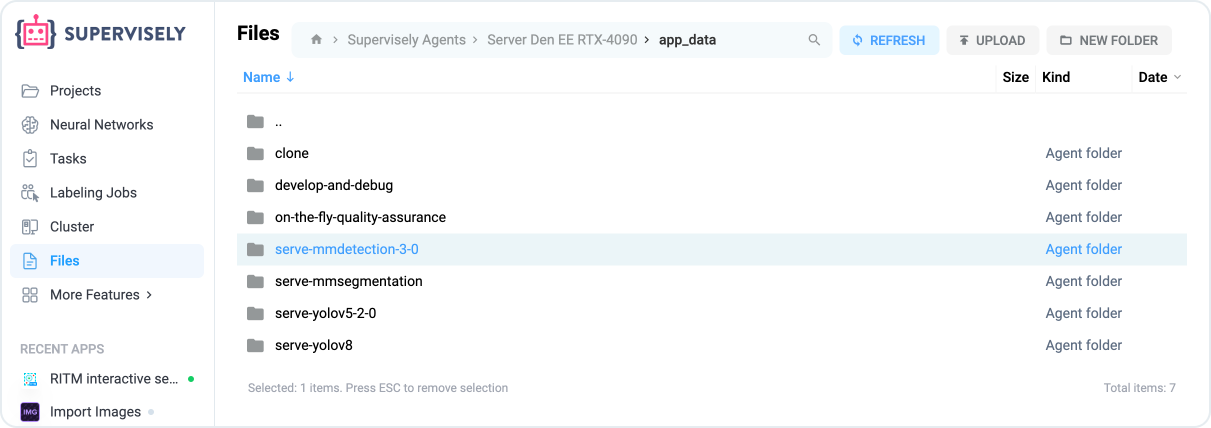 SUPERVISELY
Projects
Neural Networks
Tasks
Labeling Jobs
Cluster
Files
More Features
RECENT APPS
RITM interactive se...
IMG Import Images
Files Supervisely Agents Server Den EE RTX-4090 app_data REFRESH UPLOAD NEW FOLDER
Name Size Kind Date
..
clone Agent folder
develop-and-debug Agent folder
on-the-fly-quality-assurance Agent folder
serve-mmdetection-3-0 Agent folder
serve-mmsegmentation Agent folder
serve-yolov5-2-0 Agent folder
serve-yolov8 Agent folder
Selected: 1 items. Press ESC to remove selection Total items: 7